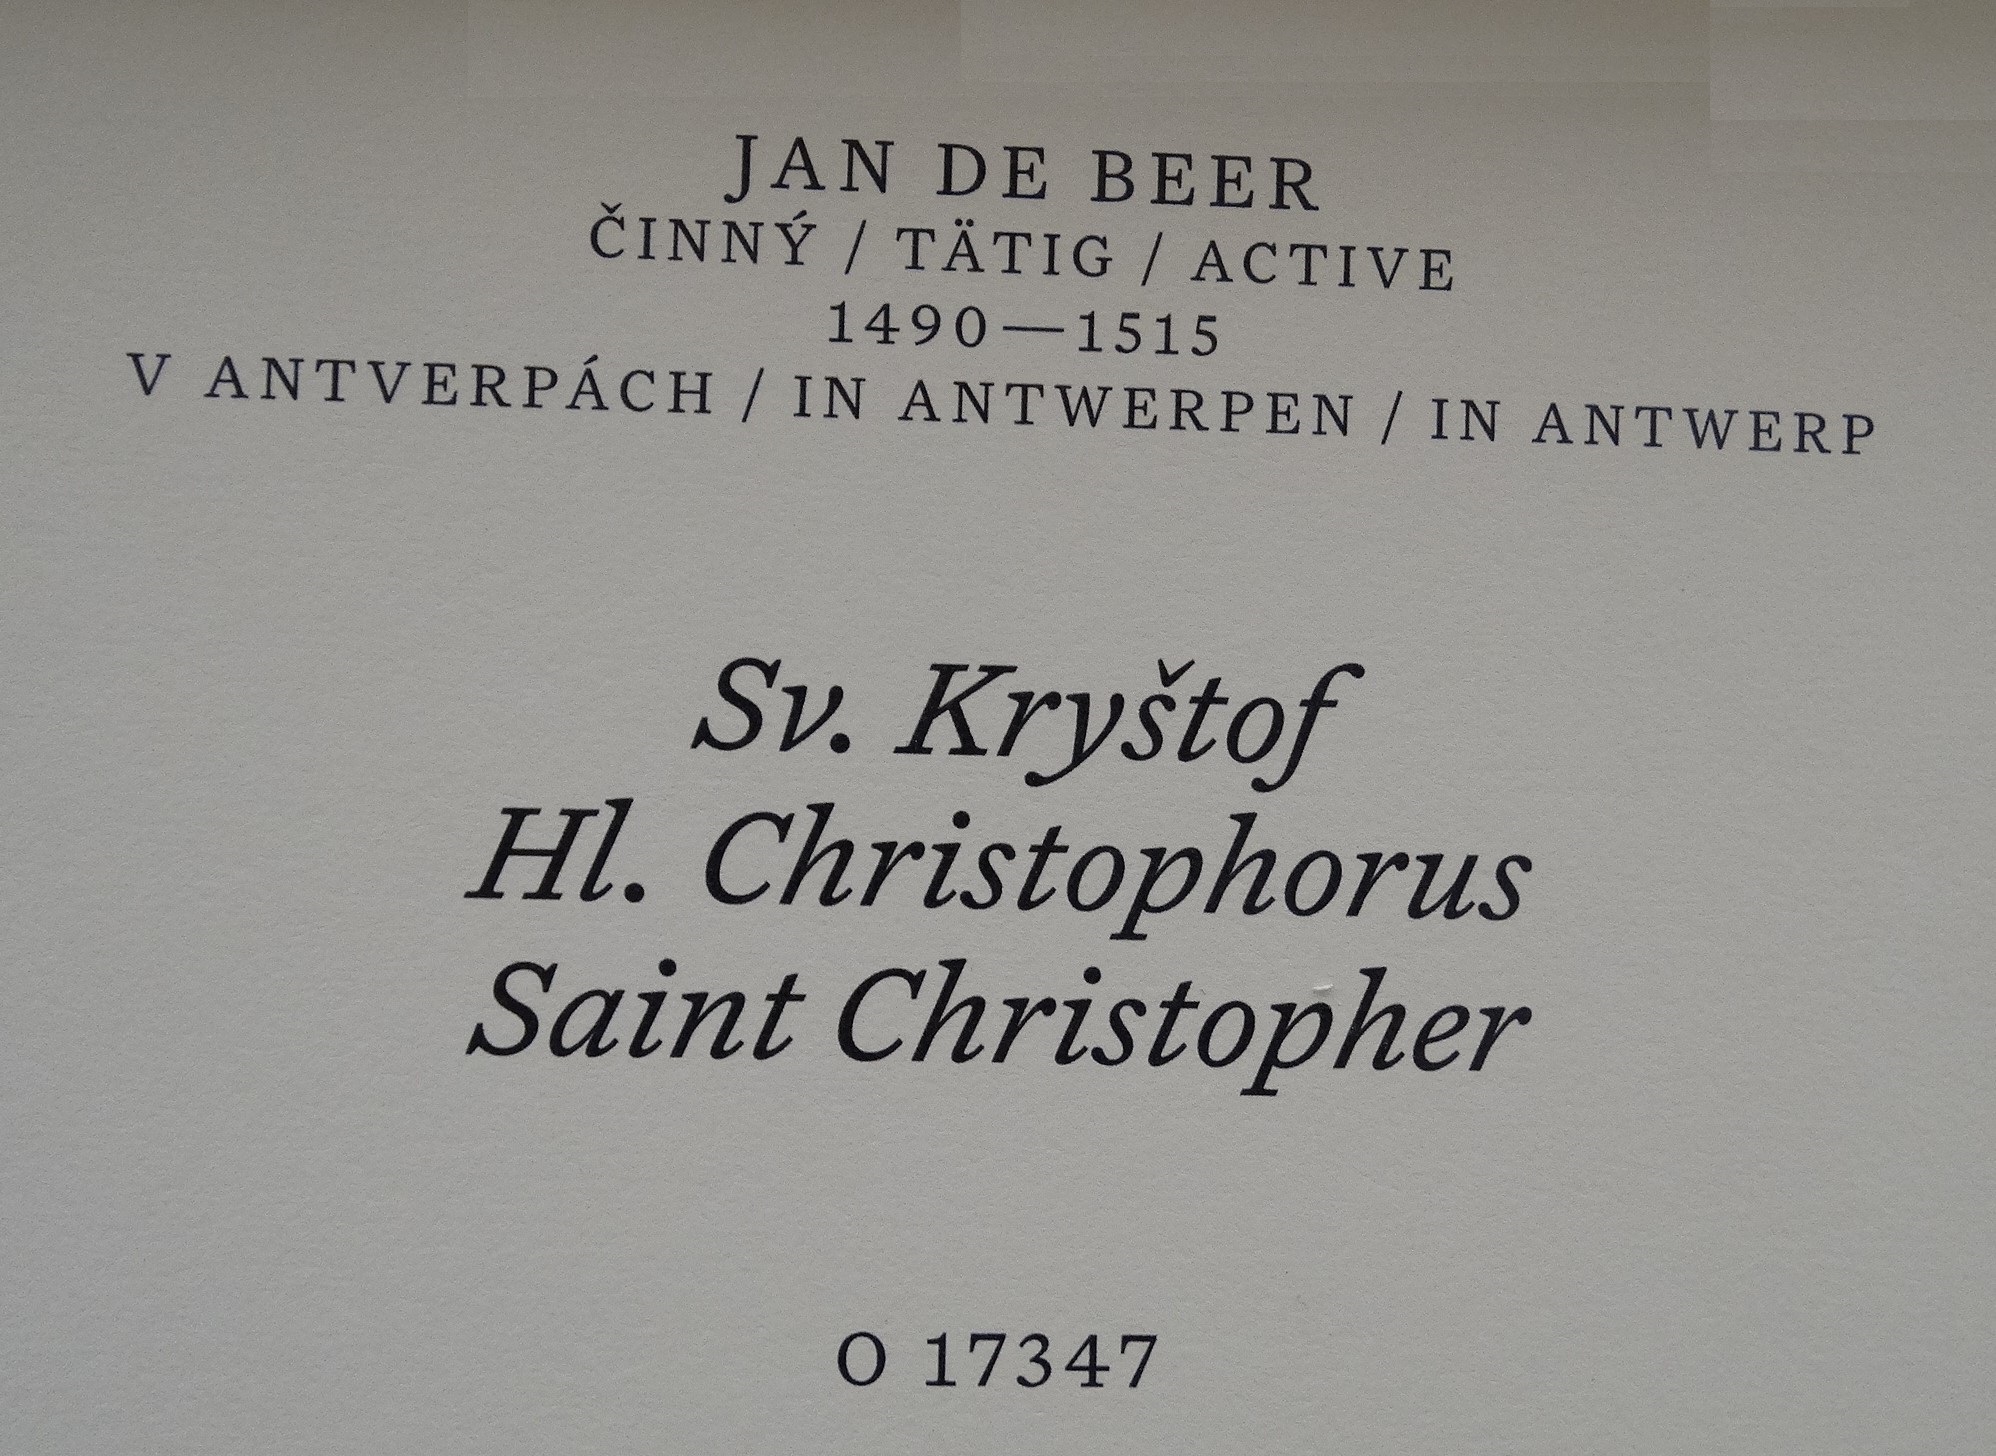 JAN DE BEER
ČINNÝ / TÄTIG / ACTIVE
1490—1515
V ANTVERPÁCH / IN ANTWERPEN / IN ANTWERP
Sv. Kryštof
Hl. Christophorus
Saint Christopher
O 17347